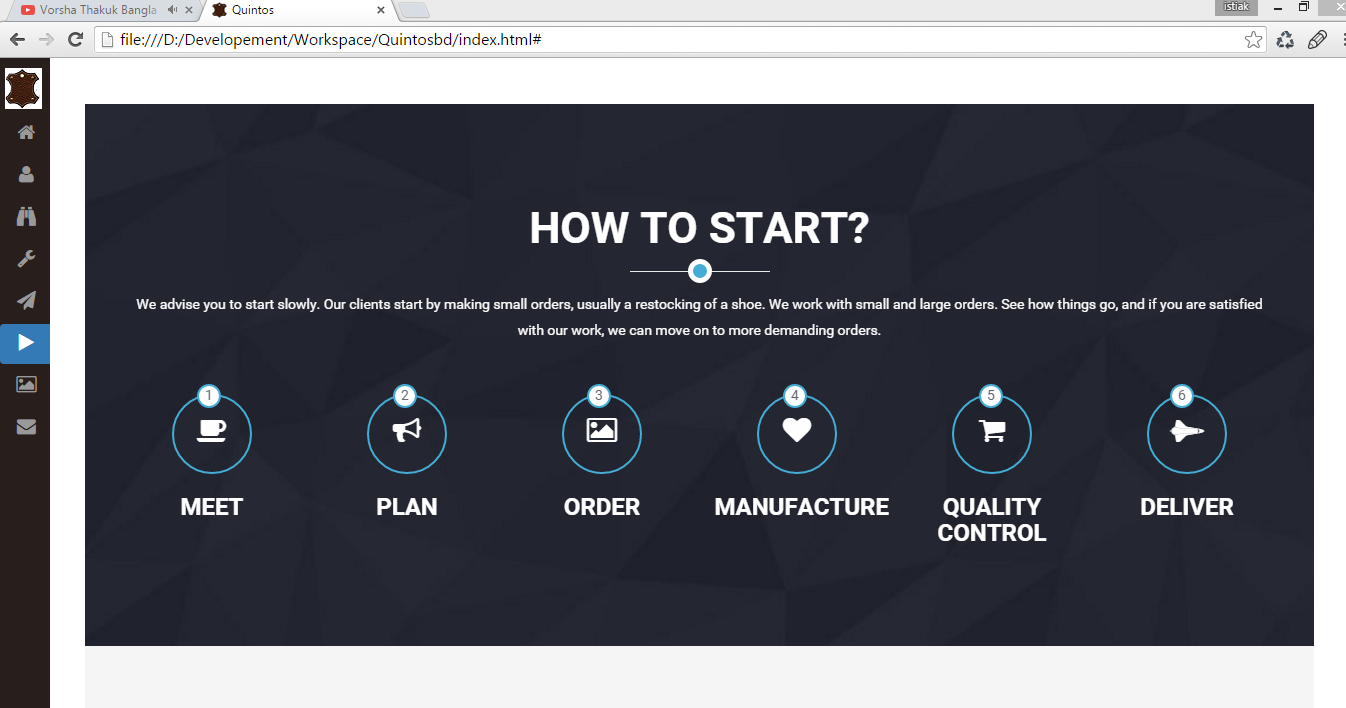 Vorsha Thakuk Bangla
Quintos
istiak
file:///D:/Developement/Workspace/Quintosbd/index.html#
HOW TO START?
We advise you to start slowly. Our clients start by making small orders, usually a restocking of a shoe. We work with small and large orders. See how things go, and if you are satisfied
with our work, we can move on to more demanding orders.
1 2 3 4 5 6
MEET PLAN ORDER MANUFACTURE QUALITY DELIVER
CONTROL